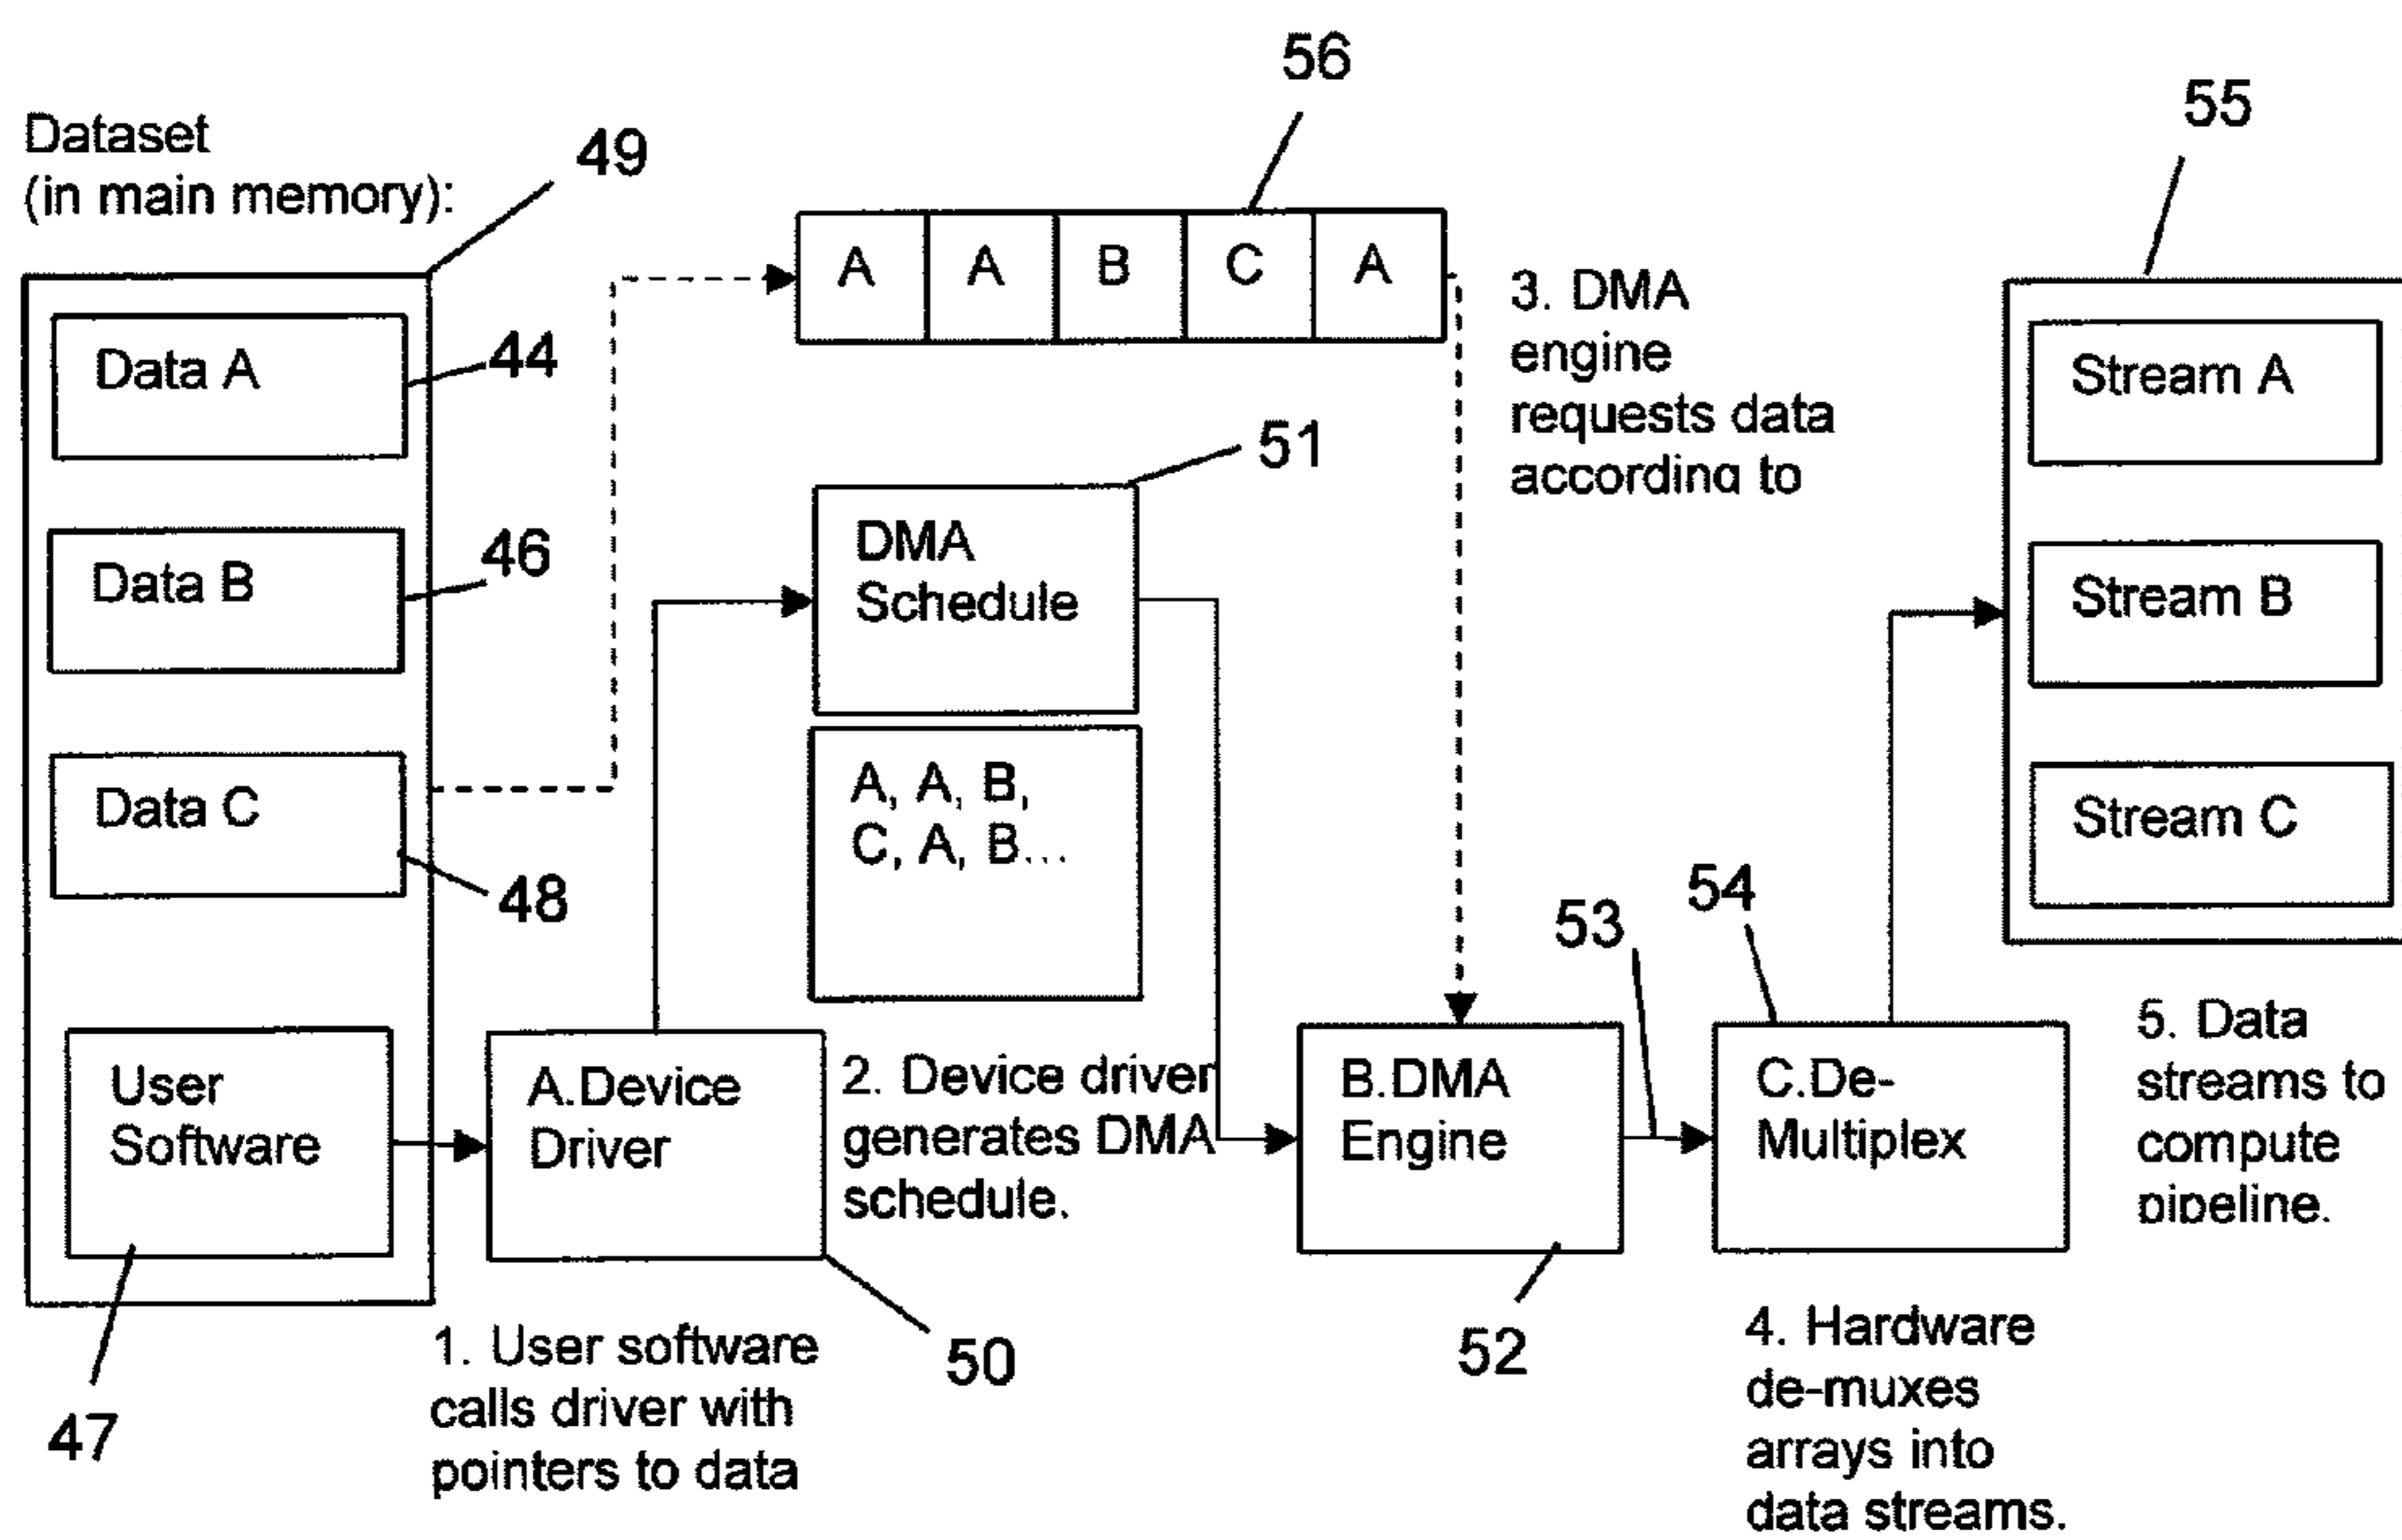 56
55
Dataset
(in main memory):
49
A A B C A
3. DMA
engine
requests data
according to
Data A
44
Stream A
51
DMA
Schedule
Data B
46
Stream B
A, A, B,
C, A, B...
Data C
48
Stream C
53
54
User
Software
A.Device
Driver
2. Device driver
generates DMA
schedule.
B.DMA
Engine
C.De-
Multiplex
5. Data
streams to
compute
pipeline.
47
1. User software
calls driver with
pointers to data
50
52
4. Hardware
de-muxes
arrays into
data streams.